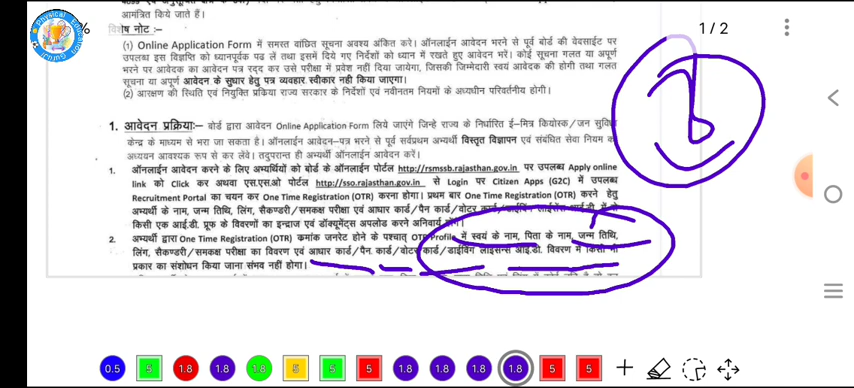 आमंत्रित किये जाते हैं।
1 / 2
विशेष नोट :–
(1) Online Application Form में समस्त वांछित सूचना अवश्य अंकित करे। ऑनलाईन आवेदन भरने से पूर्व बोर्ड की वेबसाईट पर
उपलब्ध इस विज्ञप्ति को ध्यानपूर्वक पढ लें तथा इसमें दिये गए निर्देशों को ध्यान में रखते हुए आवेदन भरें। कोई सूचना गलत या अपूर्ण
भरने पर आवेदक का आवेदन पत्र रद्द कर उसे परीक्षा में प्रवेश नहीं दिया जायेगा, जिसकी जिम्मेदारी स्वयं आवेदक की होगी तथा गलत
सूचना या अपूर्ण आवेदन के सुधार हेतु पत्र व्यवहार स्वीकार नही किया जाएगा।
(2) आरक्षण की स्थिति एवं नियुक्ति प्रकिया राज्य सरकार के निर्देशों एवं नवीनतम नियमों के अध्यधीन परिवर्तनीय होगी।
1. आवेदन प्रक्रिया:– बोर्ड द्वारा आवेदन Online Application Form लिये जाएंगे जिन्हे राज्य के निर्धारित ई-मित्र कियोस्क/जन सुविधा
केन्द्र के माध्यम से भरा जा सकता है। ऑनलाईन आवेदन–पत्र भरने से पूर्व सर्वप्रथम अभ्यर्थी विस्तृत विज्ञापन एवं संबंधित सेवा नियम का
अध्ययन आवश्यक रूप से कर लेवे। तदुपरान्त ही अभ्यर्थी ऑनलाईन आवेदन करें।
1. ऑनलाईन आवेदन करने के लिए अभ्यर्थियों को बोर्ड के ऑनलाईन पोर्टल http://rsmssb.rajasthan.gov.in पर उपलब्ध Apply online
link को Click कर अथवा एस.एस.ओ पोर्टल http://sso.rajasthan.gov.in से Login पर Citizen Apps (G2C) में उपलब्ध
Recruitment Portal का चयन कर One Time Registration (OTR) करना होगा। प्रथम बार One Time Registration (OTR) करने हेतु
अभ्यर्थी के नाम, जन्म तिथि, लिंग, सैकण्डरी/समकक्ष परीक्षा एवं आधार कार्ड/पैन कार्ड/वोटर कार्ड/ड्राईविंग लाईसेंस आई.डी. में से
किसी एक आई.डी. प्रूफ के विवरणों का इन्द्राज एवं डॉक्यूमेंट्स अपलोड करने अनिवार्य होंगे।
2. अभ्यर्थी द्वारा One Time Registration (OTR) क्रमांक जनरेट होने के पश्चात् OTR Profile में स्वयं के नाम, पिता के नाम, जन्म तिथि,
लिंग, सैकण्डरी/समकक्ष परीक्षा का विवरण एवं आधार कार्ड/पैन. कार्ड/वोटर कार्ड/ड्राईविंग लाईसेन्स आई.डी. विवरण में किसी भी
प्रकार का संशोधन किया जाना संभव नहीं होगा।
0.5 5 1.8 1.8 1.8 5 5 5 1.8 1.8 1.8 1.8 5 5